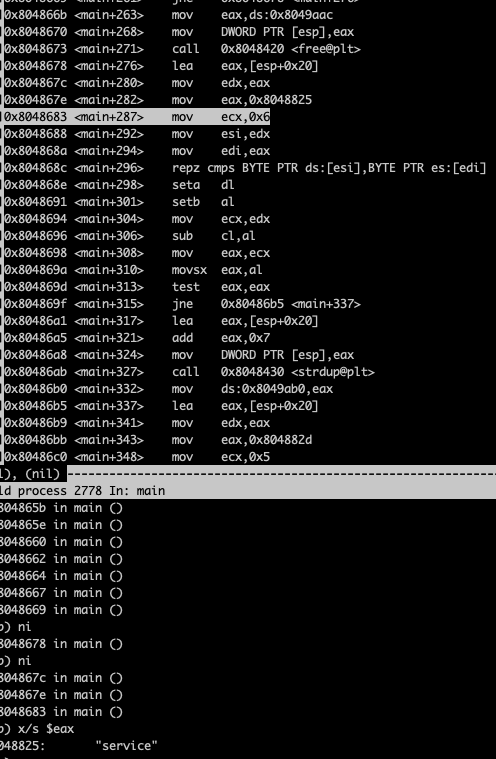 0x804866b <main+263>    mov    eax,ds:0x8049aac
0x8048670 <main+268>    mov    DWORD PTR [esp],eax
0x8048673 <main+271>    call   0x8048420 <free@plt>
0x8048678 <main+276>    lea    eax,[esp+0x20]
0x804867c <main+280>    mov    edx,eax
0x804867e <main+282>    mov    eax,0x8048825
0x8048683 <main+287>    mov    ecx,0x6
0x8048688 <main+292>    mov    esi,edx
0x804868a <main+294>    mov    edi,eax
0x804868c <main+296>    repz cmps BYTE PTR ds:[esi],BYTE PTR es:[edi]
0x804868e <main+298>    seta   dl
0x8048691 <main+301>    setb   al
0x8048694 <main+304>    mov    ecx,edx
0x8048696 <main+306>    sub    cl,al
0x8048698 <main+308>    mov    eax,ecx
0x804869a <main+310>    movsx  eax,al
0x804869d <main+313>    test   eax,eax
0x804869f <main+315>    jne    0x80486b5 <main+337>
0x80486a1 <main+317>    lea    eax,[esp+0x20]
0x80486a5 <main+321>    add    eax,0x7
0x80486a8 <main+324>    mov    DWORD PTR [esp],eax
0x80486ab <main+327>    call   0x8048430 <strdup@plt>
0x80486b0 <main+332>    mov    ds:0x8049ab0,eax
0x80486b5 <main+337>    lea    eax,[esp+0x20]
0x80486b9 <main+341>    mov    edx,eax
0x80486bb <main+343>    mov    eax,0x804882d
0x80486c0 <main+348>    mov    ecx,0x5
l), (nil)
ld process 2778 In: main
804865b in main ()
804865e in main ()
8048660 in main ()
8048662 in main ()
8048664 in main ()
8048667 in main ()
8048669 in main ()
b) ni
8048678 in main ()
b) ni
804867c in main ()
804867e in main ()
8048683 in main ()
b) x/s $eax
048825:        "service"